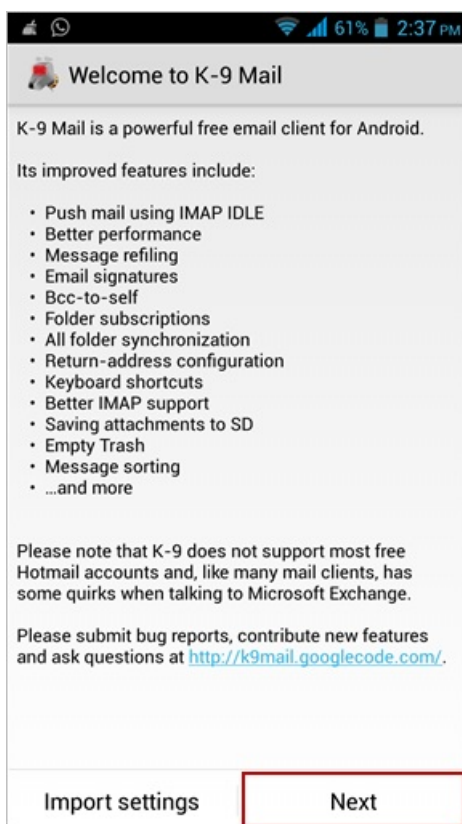 61% 2:37 PM
Welcome to K-9 Mail
K-9 Mail is a powerful free email client for Android.
Its improved features include:
• Push mail using IMAP IDLE
• Better performance
• Message refiling
• Email signatures
• Bcc-to-self
• Folder subscriptions
• All folder synchronization
• Return-address configuration
• Keyboard shortcuts
• Better IMAP support
• Saving attachments to SD
• Empty Trash
• Message sorting
• …and more
Please note that K-9 does not support most free
Hotmail accounts and, like many mail clients, has
some quirks when talking to Microsoft Exchange.
Please submit bug reports, contribute new features
and ask questions at http://k9mail.googlecode.com/.
Import settings Next